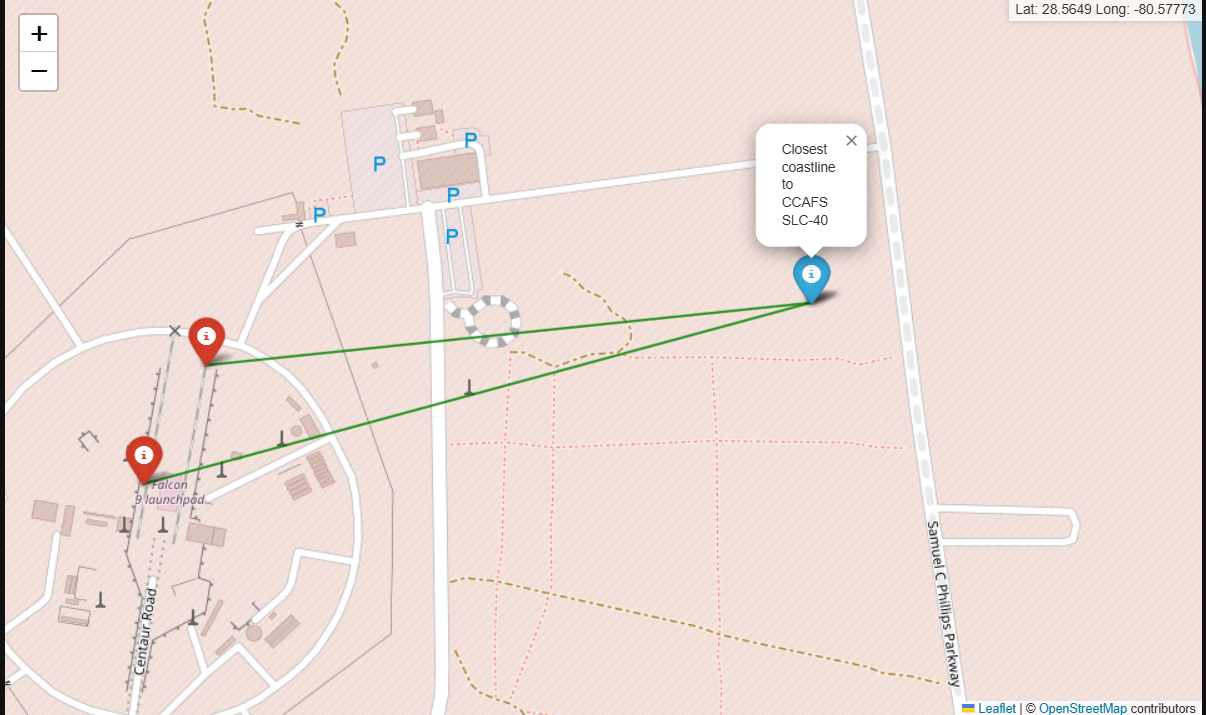 +
Lat: 28.5649 Long: -80.57773
−
P
P
Closest
coastline
to
CCAFS
SLC-40
×
P
P
P
i
i
i
Falcon
9 launchpad
Samuel C Phillips Parkway
Centaur Road
Leaflet | © OpenStreetMap contributors